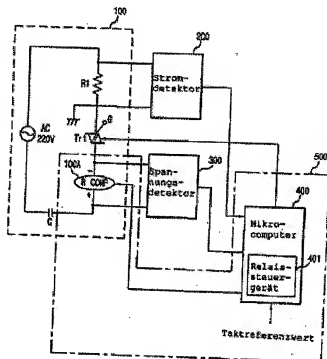 100
200
R1
Strom-
detektor
G
Tr1
AC
220V
300
500
100A
R COMP
Span-
nungs-
detektor
400
C
Mikro-
computer
401
Relais-
steuer-
gerät
Taktreferenzwert